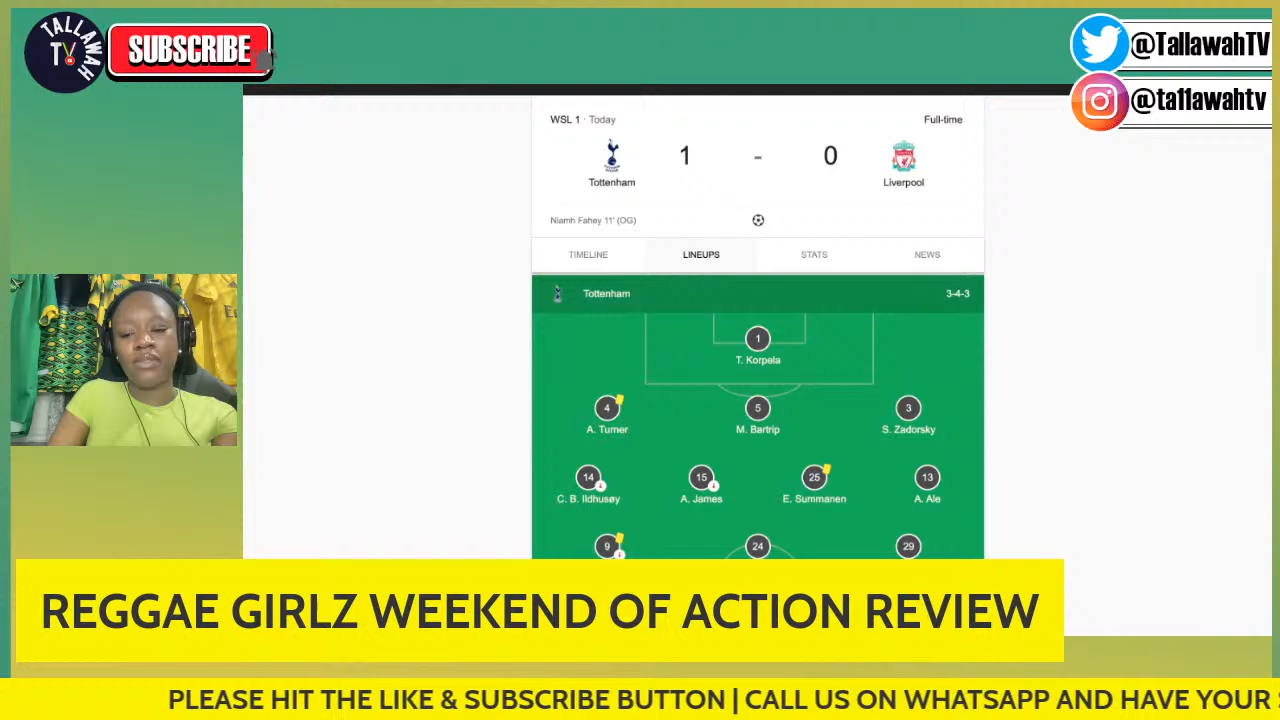 TALLAWAH
TV
SUBSCRIBE
@TallawahTV
@tallawahtv
WSL 1 · Today
Full-time
1 - 0
Tottenham
Liverpool
Niamh Fahey 11' (OG)
TIMELINE
LINEUPS
STATS
NEWS
Tottenham
3-4-3
1
T. Korpela
4
5
3
A. Turner
M. Bartrip
S. Zadorsky
14
15
25
13
C. B. Ildhusøy
A. James
E. Summanen
A. Ale
9
24
29
REGGAE GIRLZ WEEKEND OF ACTION REVIEW
PLEASE HIT THE LIKE & SUBSCRIBE BUTTON | CALL US ON WHATSAPP AND HAVE YOUR